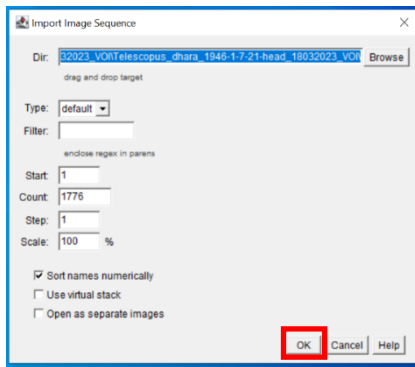 Import Image Sequence
Dir: 32023_VOI\Telescopus_dhara_1946-1-7-21-head_18032023_VOI\ Browse
drag and drop target
Type: default
Filter:
enclose regex in parens
Start: 1
Count: 1776
Step: 1
Scale: 100 %
Sort names numerically
Use virtual stack
Open as separate images
OK Cancel Help